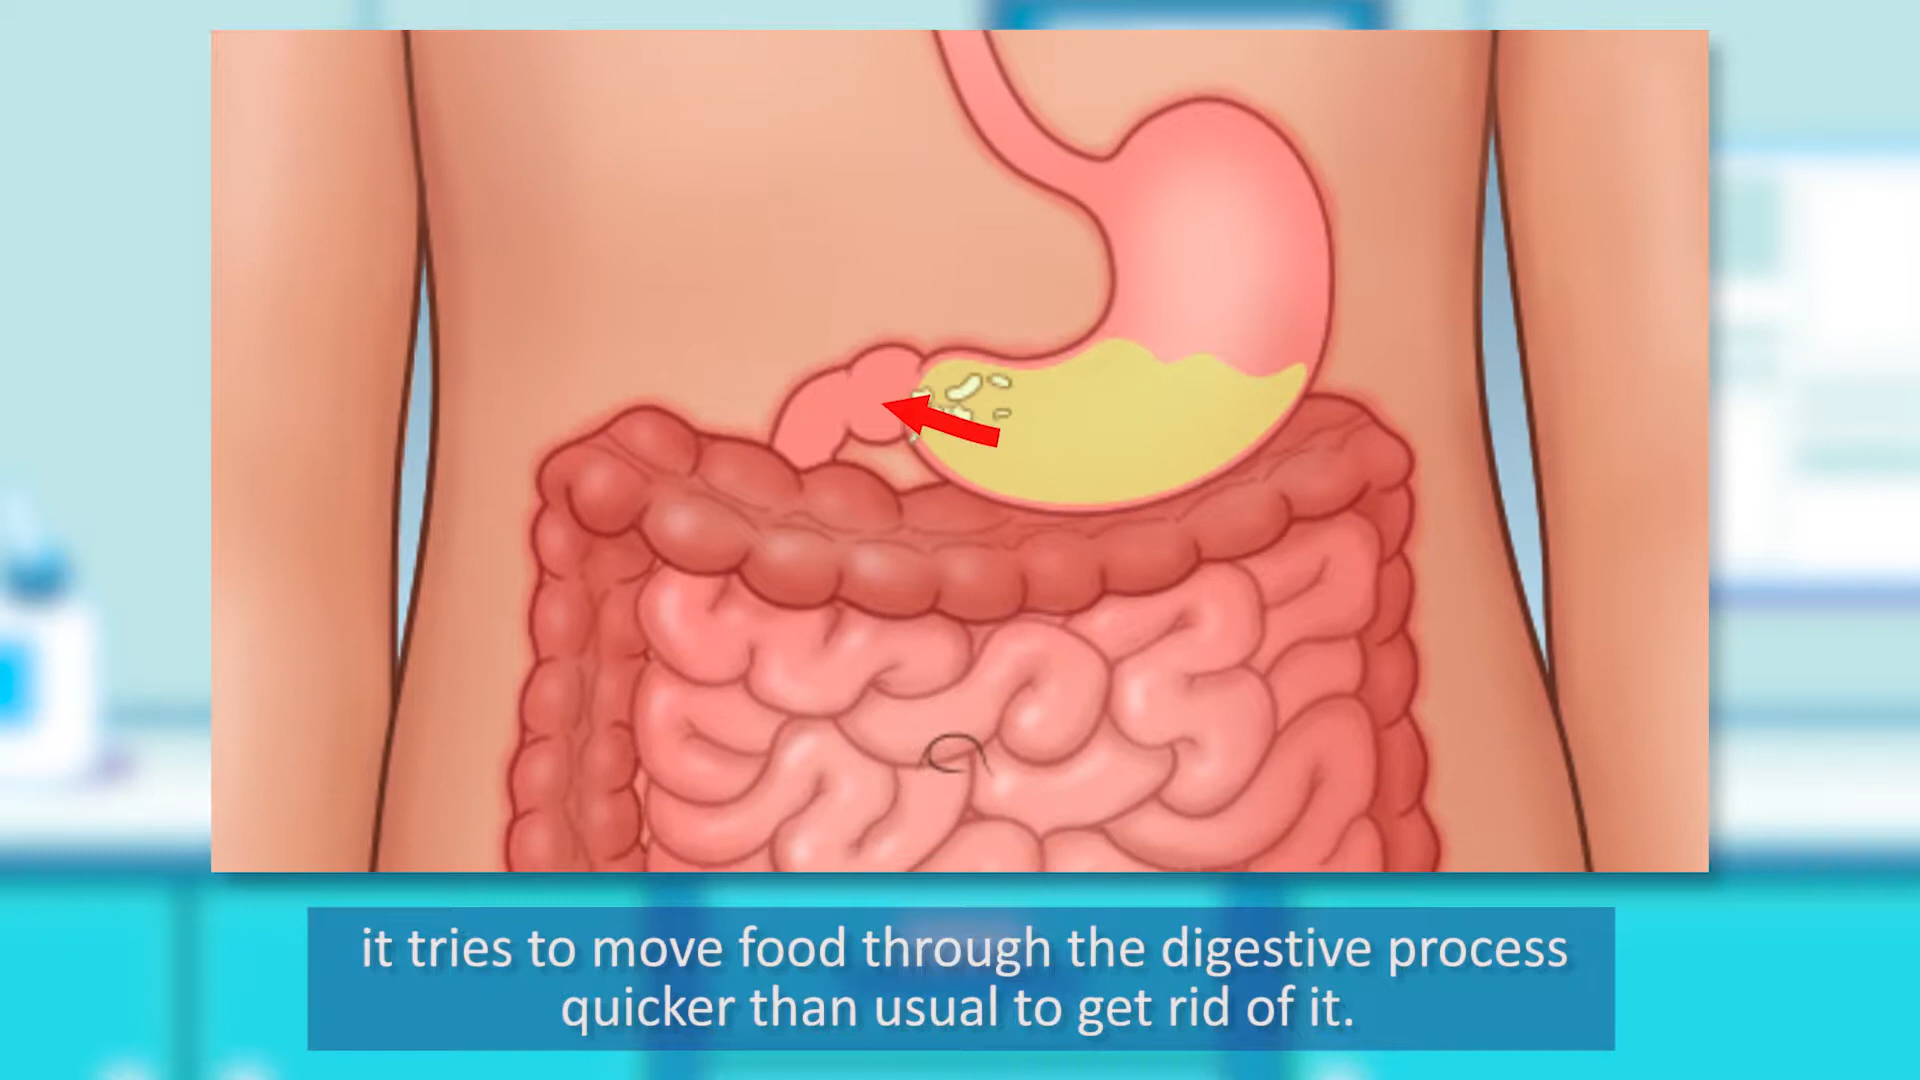 it tries to move food through the digestive process
quicker than usual to get rid of it.